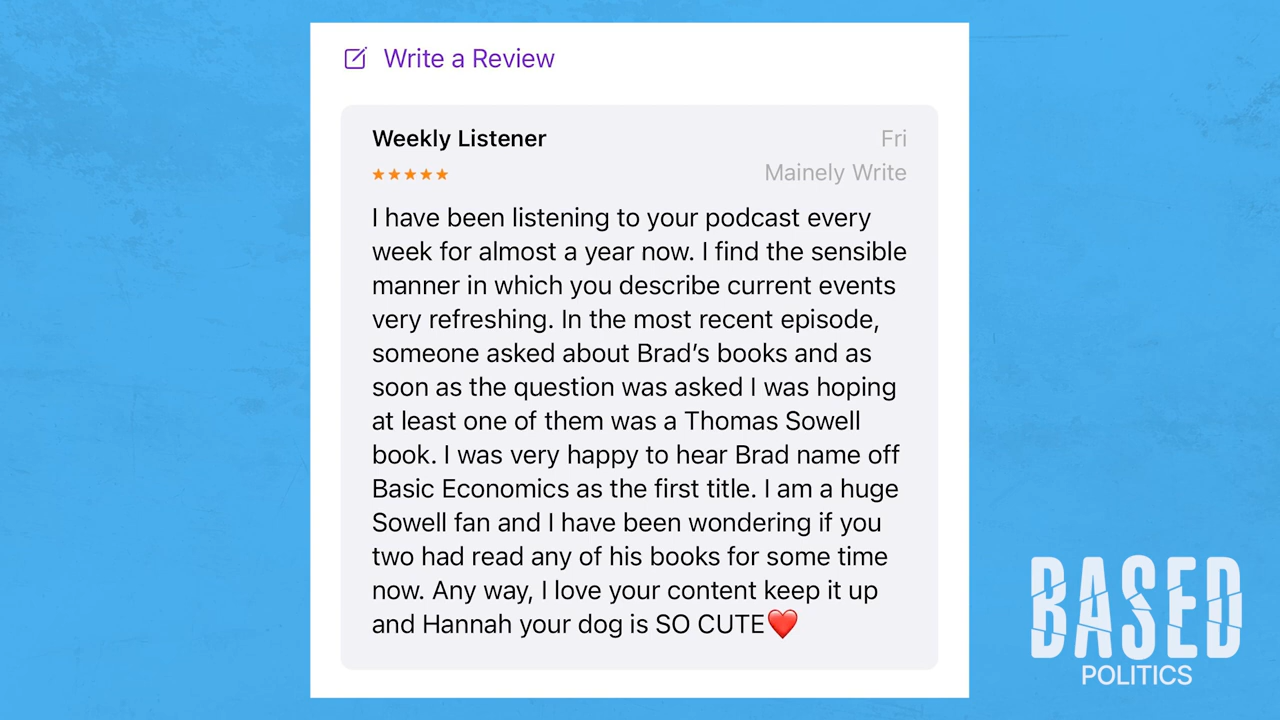 Write a Review
Weekly Listener
Fri
Mainely Write
I have been listening to your podcast every
week for almost a year now. I find the sensible
manner in which you describe current events
very refreshing. In the most recent episode,
someone asked about Brad’s books and as
soon as the question was asked I was hoping
at least one of them was a Thomas Sowell
book. I was very happy to hear Brad name off
Basic Economics as the first title. I am a huge
Sowell fan and I have been wondering if you
two had read any of his books for some time
now. Any way, I love your content keep it up
and Hannah your dog is SO CUTE❤️
BASED
POLITICS